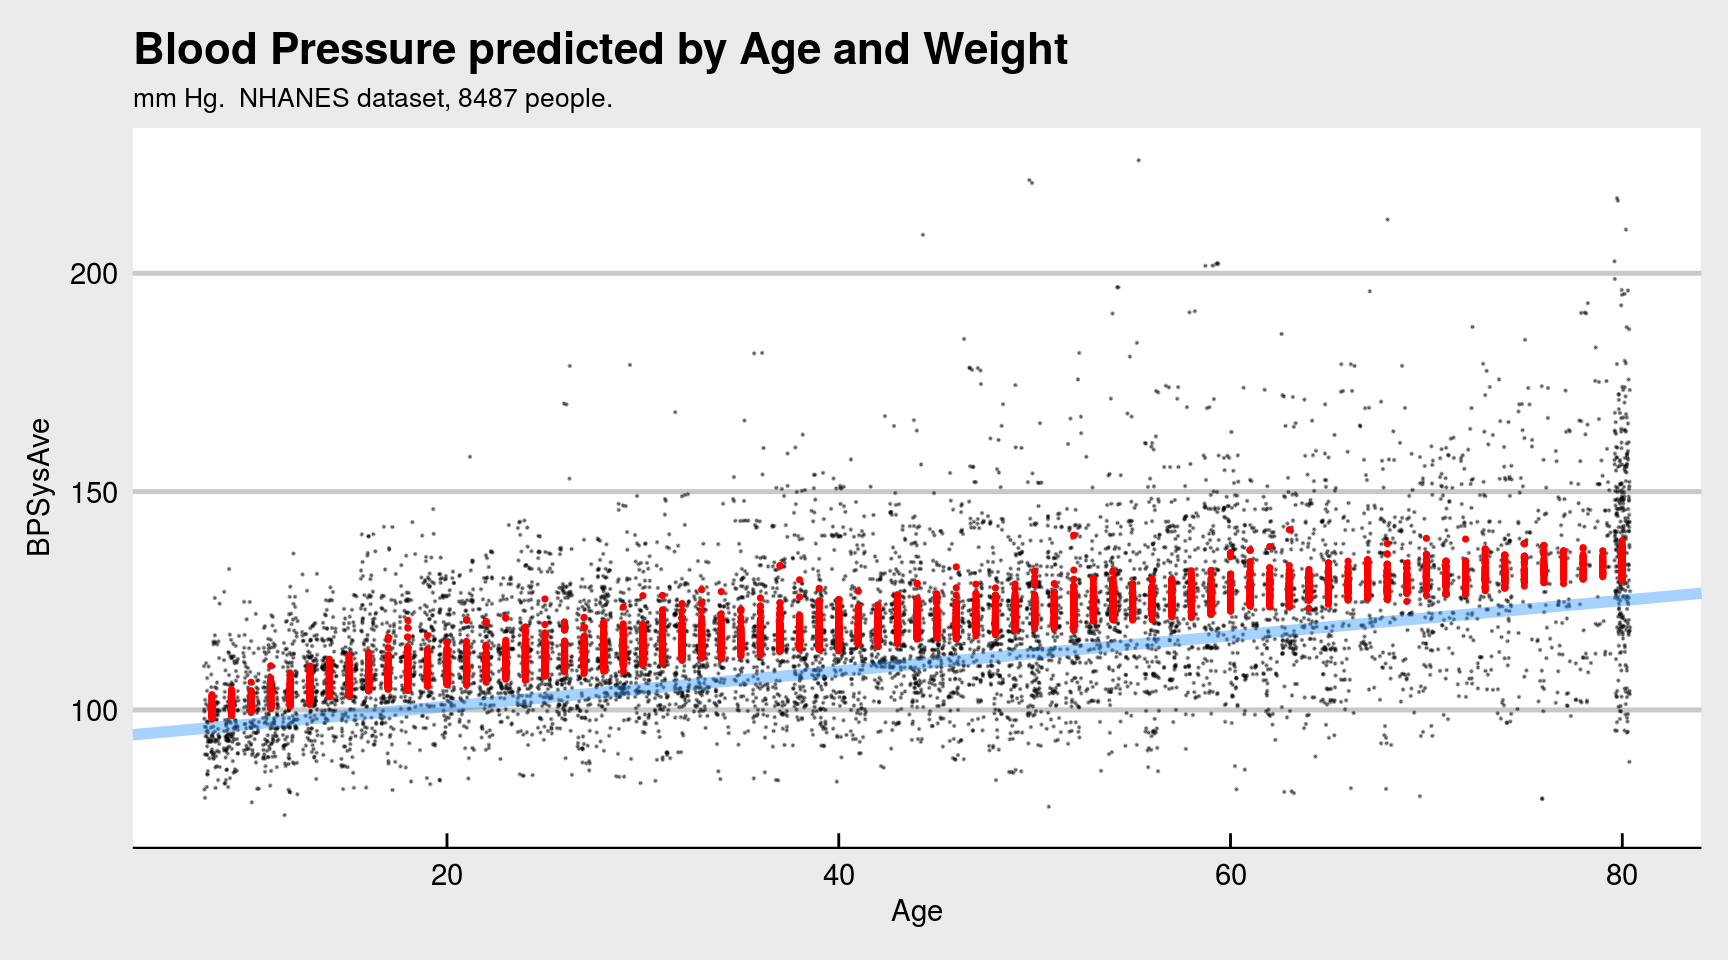 Blood Pressure predicted by Age and Weight
mm Hg.  NHANES dataset, 8487 people.
BPSysAve
200
150
100
20
40
60
80
Age